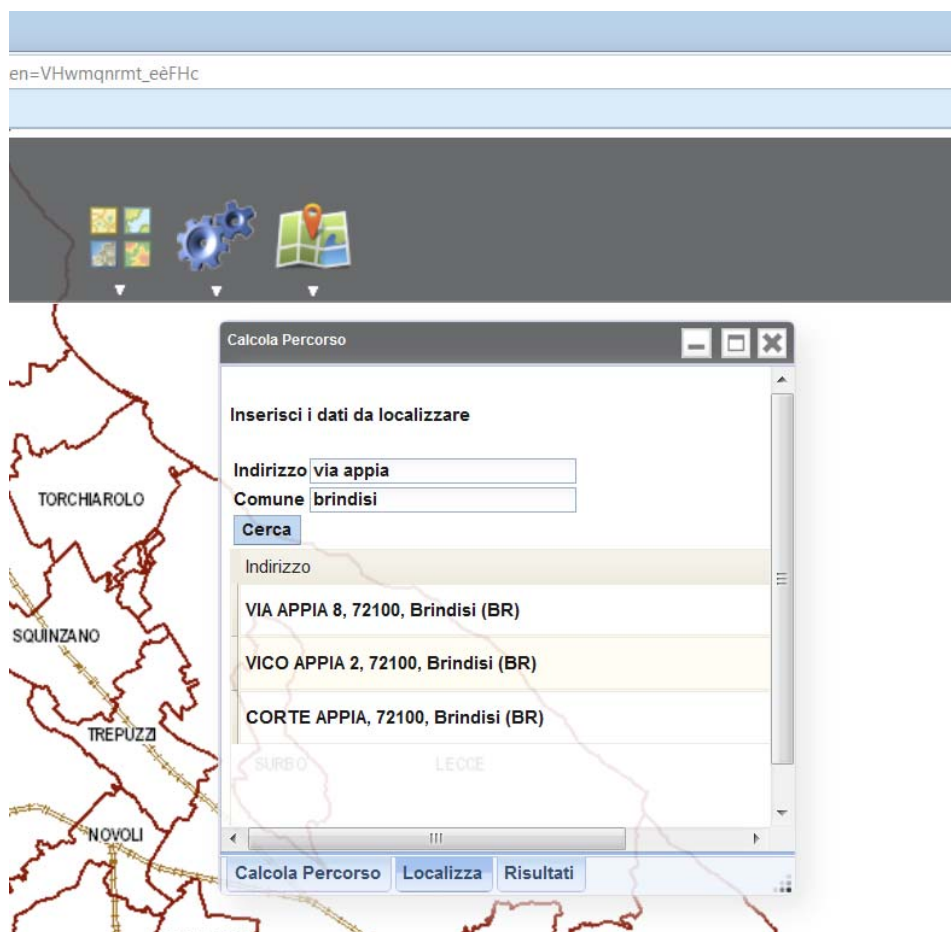 en=VHwmqnrmt_eèFHc
Calcola Percorso
Inserisci i dati da localizzare
Indirizzo via appia
Comune brindisi
Cerca
Indirizzo
VIA APPIA 8, 72100, Brindisi (BR)
VICO APPIA 2, 72100, Brindisi (BR)
CORTE APPIA, 72100, Brindisi (BR)
Calcola Percorso Localizza Risultati
TORCHIAROLO
SQUINZANO
TREPUZZI
SURBO LECCE
NOVOLI